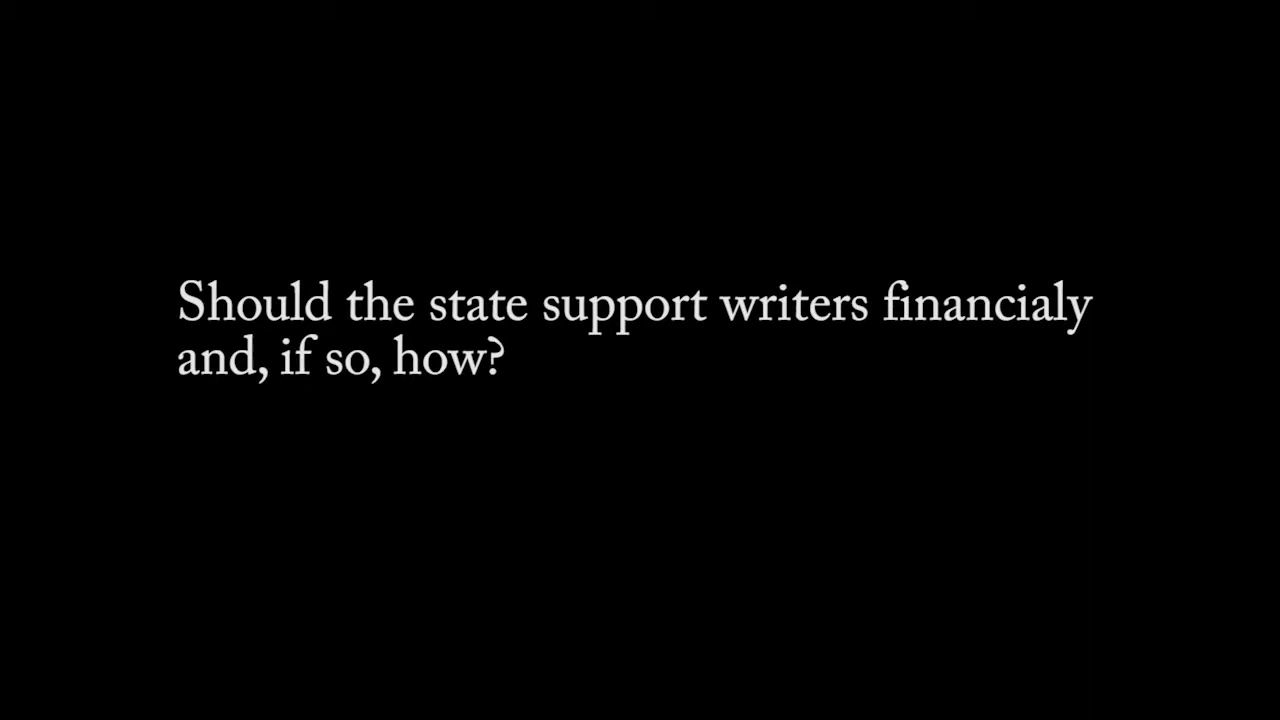 Should the state support writers financialy
and, if so, how?